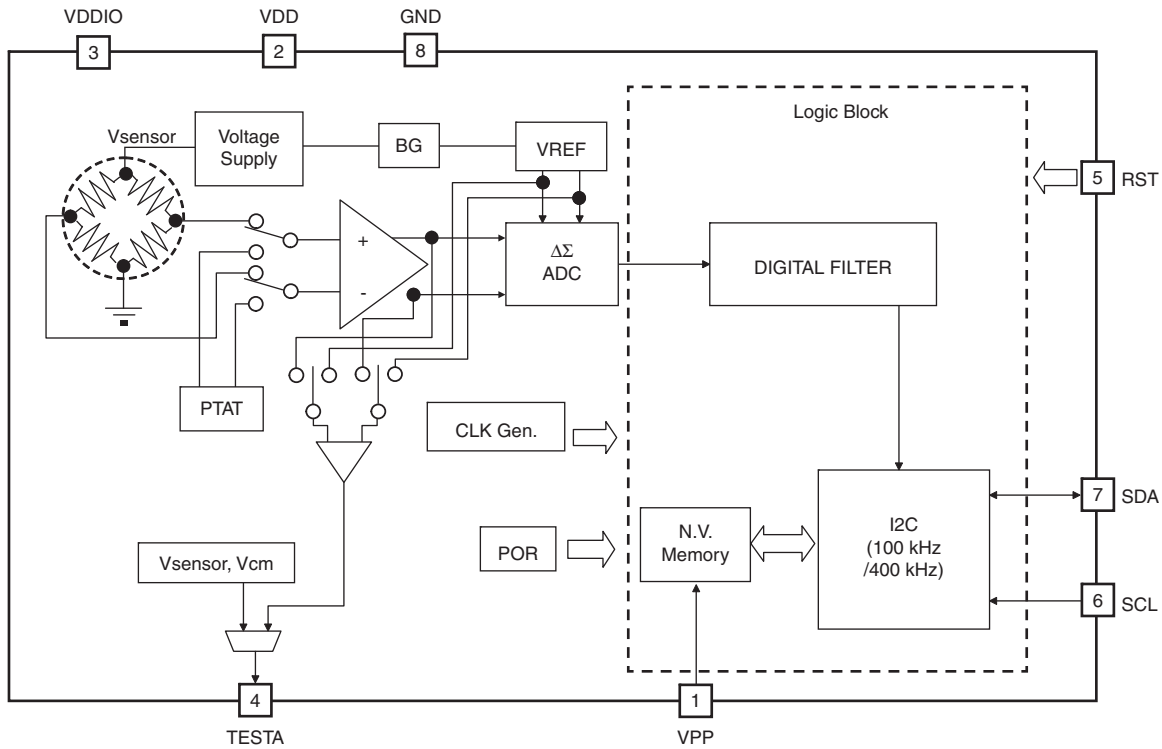 VDDIO
VDD
GND
3
2
8
Logic Block
Vsensor
Voltage
Supply
BG
VREF
5
RST
+
-
ΔΣ
ADC
DIGITAL FILTER
PTAT
CLK Gen.
7
SDA
I2C
(100 kHz
/400 kHz)
N.V.
Memory
POR
Vsensor, Vcm
6
SCL
4
1
TESTA
VPP